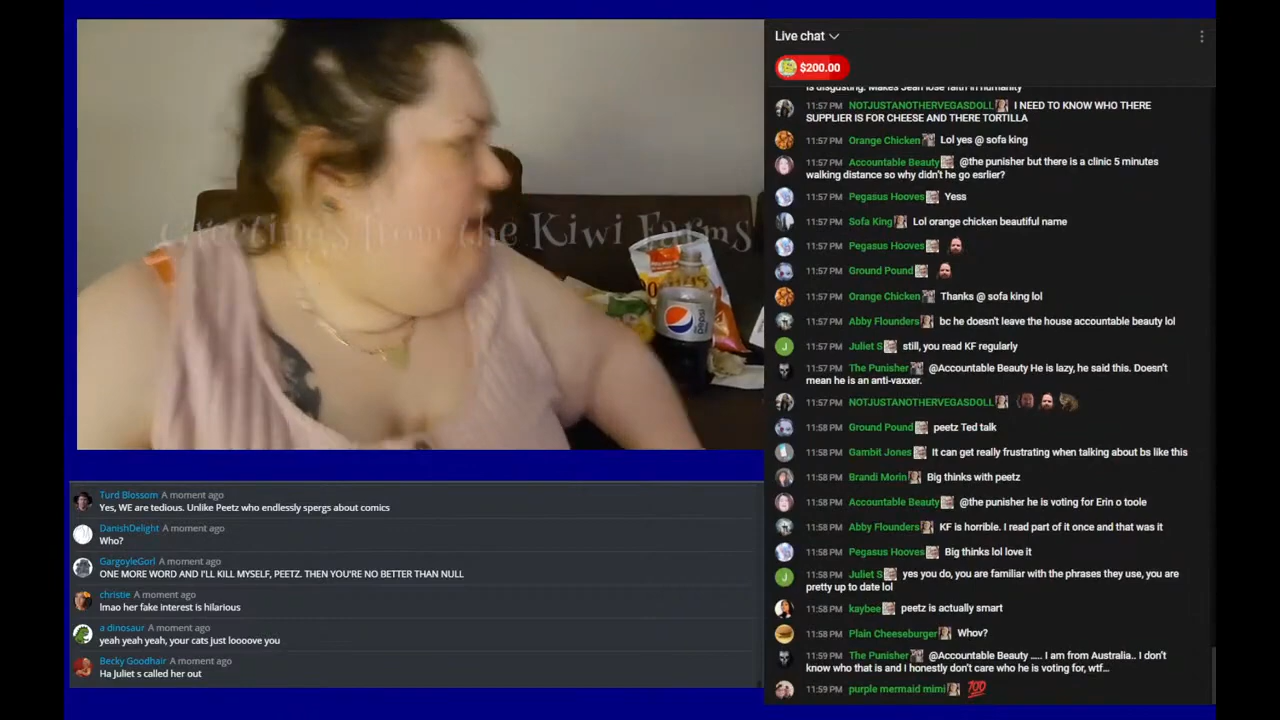 Greetings from the Kiwi Farms
pepsi
Turd Blossom A moment ago
Yes, WE are tedious. Unlike Peetz who endlessly spergs about comics
DanishDelight A moment ago
Who?
GargoyleGorl A moment ago
ONE MORE WORD AND I'LL KILL MYSELF, PEETZ. THEN YOU'RE NO BETTER THAN NULL
christie A moment ago
lmao her fake interest is hilarious
a dinosaur A moment ago
yeah yeah yeah, your cats just loooove you
Becky Goodhair A moment ago
Ha Juliet s called her out
Live chat
$200.00
is disgusting. Makes Jean lose faith in humanity
11:57 PM NOTJUSTANOTHERVEGASDOLL I NEED TO KNOW WHO THERE
SUPPLIER IS FOR CHEESE AND THERE TORTILLA
11:57 PM Orange Chicken Lol yes @ sofa king
11:57 PM Accountable Beauty @the punisher but there is a clinic 5 minutes
walking distance so why didn't he go esrlier?
11:57 PM Pegasus Hooves Yess
11:57 PM Sofa King Lol orange chicken beautiful name
11:57 PM Pegasus Hooves
11:57 PM Ground Pound
11:57 PM Orange Chicken Thanks @ sofa king lol
11:57 PM Abby Flounders bc he doesn't leave the house accountable beauty lol
11:57 PM Juliet S still, you read KF regularly
11:57 PM The Punisher @Accountable Beauty He is lazy, he said this. Doesn't
mean he is an anti-vaxxer.
11:57 PM NOTJUSTANOTHERVEGASDOLL
11:58 PM Ground Pound peetz Ted talk
11:58 PM Gambit Jones It can get really frustrating when talking about bs like this
11:58 PM Brandi Morin Big thinks with peetz
11:58 PM Accountable Beauty @the punisher he is voting for Erin o toole
11:58 PM Abby Flounders KF is horrible. I read part of it once and that was it
11:58 PM Pegasus Hooves Big thinks lol love it
11:58 PM Juliet S yes you do, you are familiar with the phrases they use, you are
pretty up to date lol
11:58 PM kaybee peetz is actually smart
11:58 PM Plain Cheeseburger Whov?
11:59 PM The Punisher @Accountable Beauty ..... I am from Australia.. I don't
know who that is and I honestly don't care who he is voting for, wtf...
11:59 PM purple mermaid mimi 💯